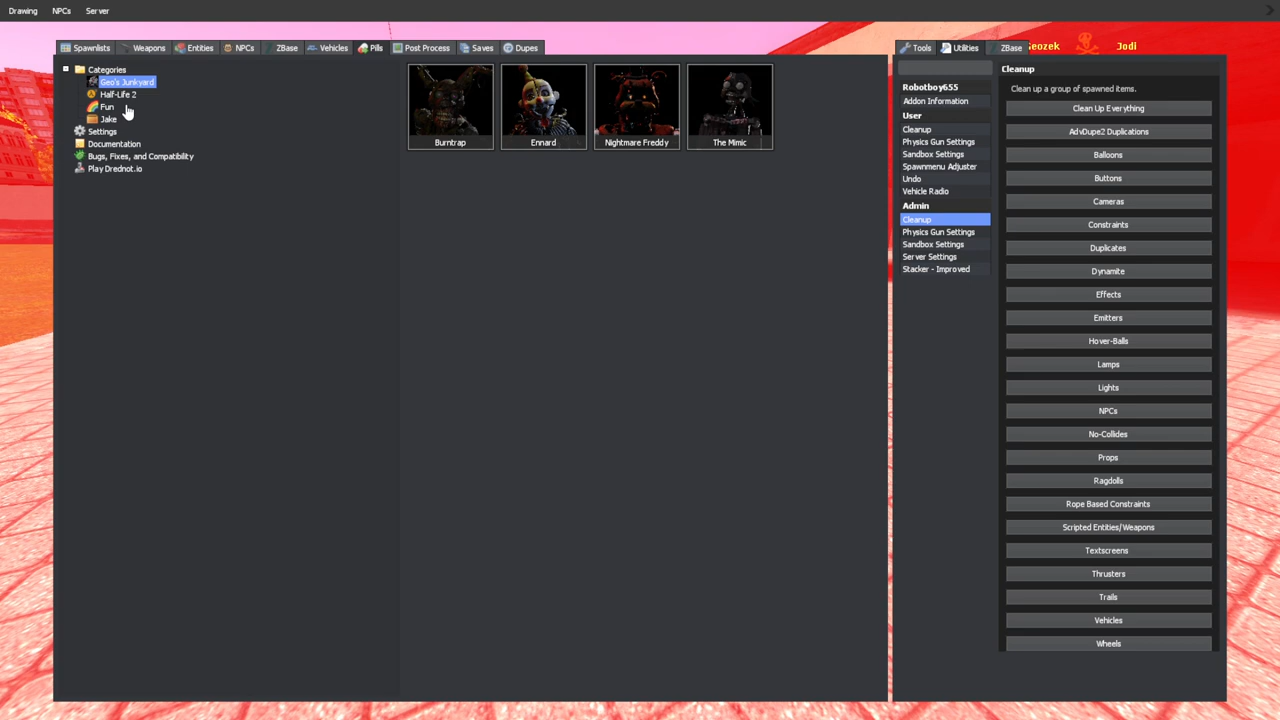 Drawing NPCs Server
Spawnlists Weapons Entities NPCs ZBase Vehicles Pills Post Process Saves Dupes
Categories
Geo's Junkyard
Half-Life 2
Fun
Jake
Settings
Documentation
Bugs, Fixes, and Compatibility
Play Drednot.io
Burntrap Ennard Nightmare Freddy The Mimic
Seozek Jodi
Tools Utilities ZBase
Robotboy655
Addon Information
User
Cleanup
Physics Gun Settings
Sandbox Settings
Spawnmenu Adjuster
Undo
Vehicle Radio
Admin
Cleanup
Physics Gun Settings
Sandbox Settings
Server Settings
Stacker - Improved
Cleanup
Clean up a group of spawned items.
Clean Up Everything
AdvDupe2 Duplications
Balloons
Buttons
Cameras
Constraints
Duplicates
Dynamite
Effects
Emitters
Hover-Balls
Lamps
Lights
NPCs
No-Collides
Props
Ragdolls
Rope Based Constraints
Scripted Entities/Weapons
Textscreens
Thrusters
Trails
Vehicles
Wheels